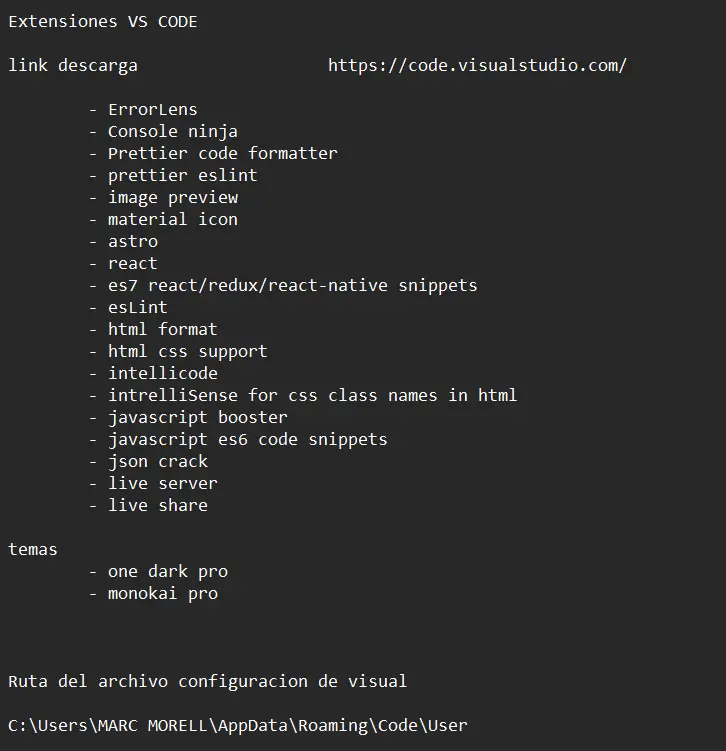 Extensiones VS CODE
link descarga https://code.visualstudio.com/
- ErrorLens
- Console ninja
- Prettier code formatter
- prettier eslint
- image preview
- material icon
- astro
- react
- es7 react/redux/react-native snippets
- esLint
- html format
- html css support
- intellicode
- intrelliSense for css class names in html
- javascript booster
- javascript es6 code snippets
- json crack
- live server
- live share
temas
- one dark pro
- monokai pro
Ruta del archivo configuracion de visual
C:\Users\MARC MORELL\AppData\Roaming\Code\User